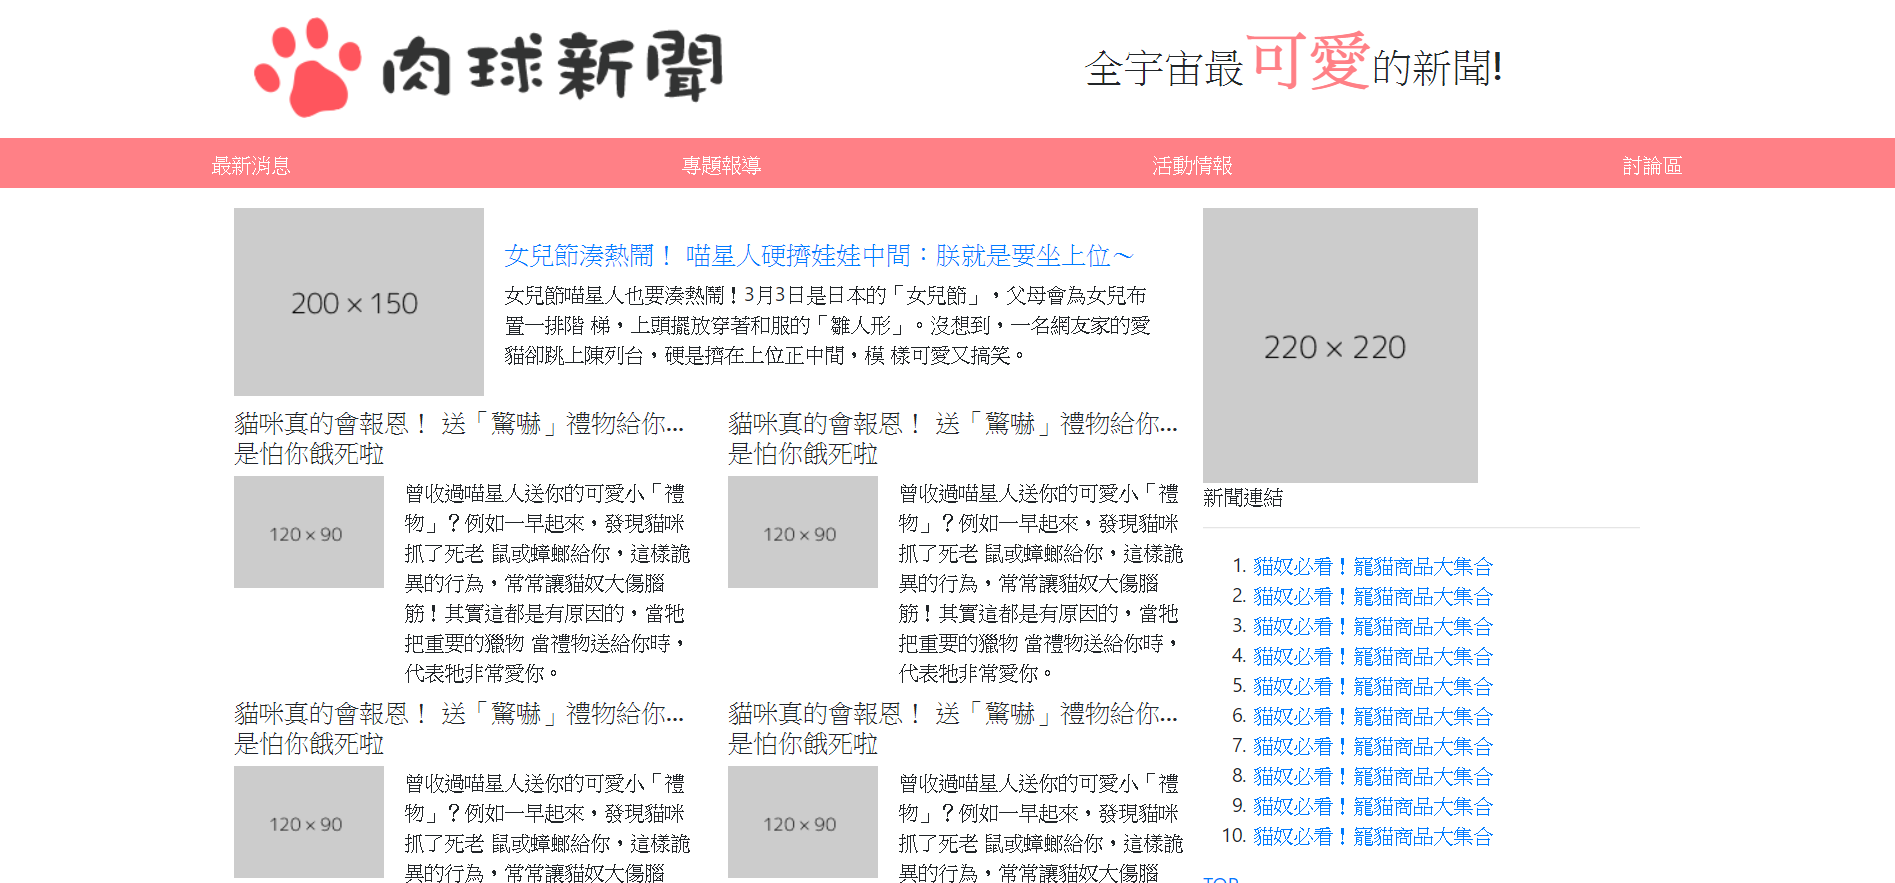 肉球新聞
全宇宙最可愛的新聞!
最新消息
專題報導
活動情報
討論區
200 × 150
女兒節湊熱鬧！ 喵星人硬擠娃娃中間：朕就是要坐上位～
女兒節喵星人也要湊熱鬧！3月3日是日本的「女兒節」，父母會為女兒布
置一排階 梯，上頭擺放穿著和服的「雛人形」。沒想到，一名網友家的愛
貓卻跳上陳列台，硬是擠在上位正中間，模 樣可愛又搞笑。
貓咪真的會報恩！ 送「驚嚇」禮物給你...
是怕你餓死啦
120 × 90
曾收過喵星人送你的可愛小「禮
物」？例如一早起來，發現貓咪
抓了死老 鼠或蟑螂給你，這樣詭
異的行為，常常讓貓奴大傷腦
筋！其實這都是有原因的，當牠
把重要的獵物 當禮物送給你時，
代表牠非常愛你。
貓咪真的會報恩！ 送「驚嚇」禮物給你...
是怕你餓死啦
120 × 90
曾收過喵星人送你的可愛小「禮
物」？例如一早起來，發現貓咪
抓了死老 鼠或蟑螂給你，這樣詭
異的行為，常常讓貓奴大傷腦
筋！其實這都是有原因的，當牠
把重要的獵物 當禮物送給你時，
代表牠非常愛你。
貓咪真的會報恩！ 送「驚嚇」禮物給你...
是怕你餓死啦
120 × 90
曾收過喵星人送你的可愛小「禮
物」？例如一早起來，發現貓咪
抓了死老 鼠或蟑螂給你，這樣詭
異的行為，常常讓貓奴大傷腦
貓咪真的會報恩！ 送「驚嚇」禮物給你...
是怕你餓死啦
120 × 90
曾收過喵星人送你的可愛小「禮
物」？例如一早起來，發現貓咪
抓了死老 鼠或蟑螂給你，這樣詭
異的行為，常常讓貓奴大傷腦
220 × 220
新聞連結
1. 貓奴必看！寵貓商品大集合
2. 貓奴必看！寵貓商品大集合
3. 貓奴必看！寵貓商品大集合
4. 貓奴必看！寵貓商品大集合
5. 貓奴必看！寵貓商品大集合
6. 貓奴必看！寵貓商品大集合
7. 貓奴必看！寵貓商品大集合
8. 貓奴必看！寵貓商品大集合
9. 貓奴必看！寵貓商品大集合
10. 貓奴必看！寵貓商品大集合
TOP